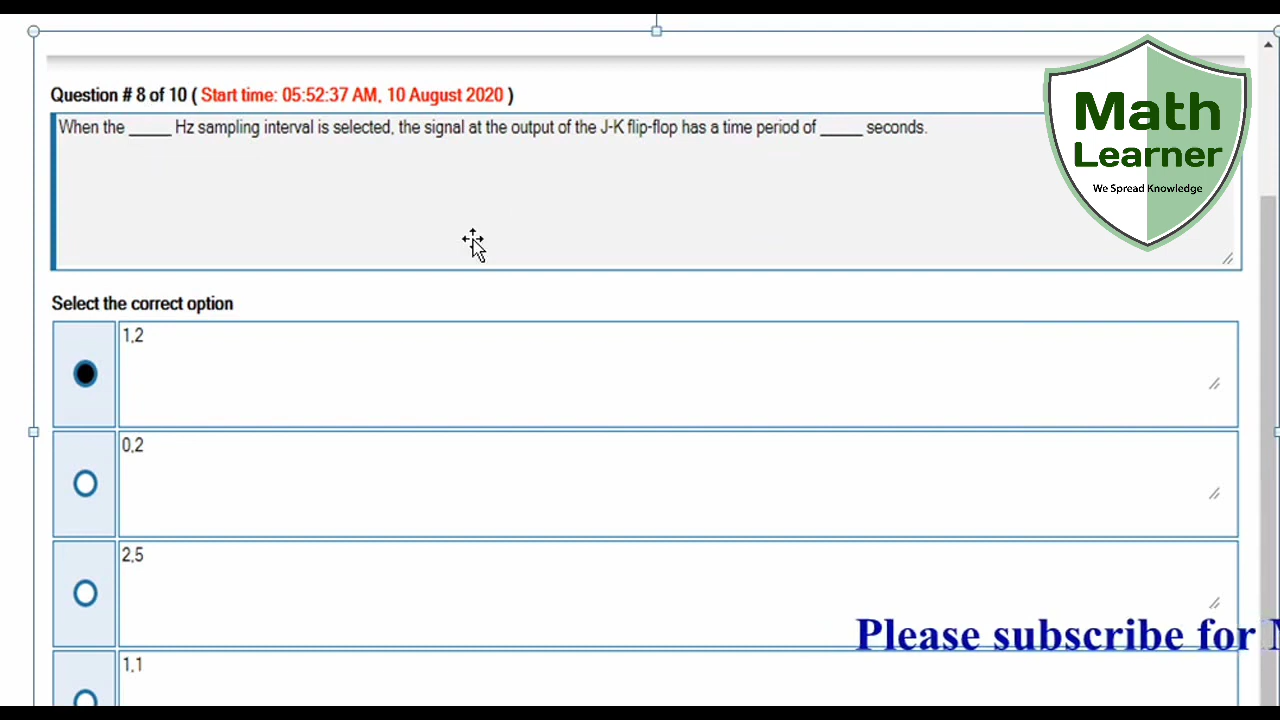 Question # 8 of 10 ( Start time: 05:52:37 AM, 10 August 2020 )
When the _____ Hz sampling interval is selected, the signal at the output of the J-K flip-flop has a time period of _____ seconds.
Math
Learner
We Spread Knowledge
Select the correct option
1,2
0,2
2,5
Please subscribe for
1,1